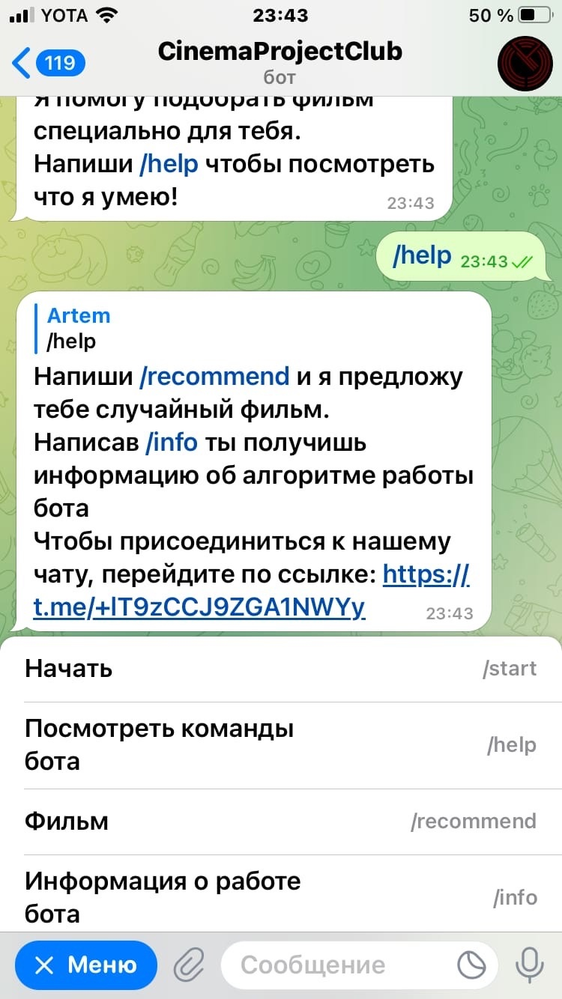 YOTA 23:43 50 %
119 CinemaProjectClub
бот
Я помогу подобрать фильм
специально для тебя.
Напиши /help чтобы посмотреть
что я умею! 23:43
/help 23:43
Artem
/help
Напиши /recommend и я предложу
тебе случайный фильм.
Написав /info ты получишь
информацию об алгоритме работы
бота
Чтобы присоединиться к нашему
чату, перейдите по ссылке: https://
t.me/+IT9zCCJ9ZGA1NWYy 23:43
Начать /start
Посмотреть команды
бота /help
Фильм /recommend
Информация о работе
бота /info
Меню Сообщение